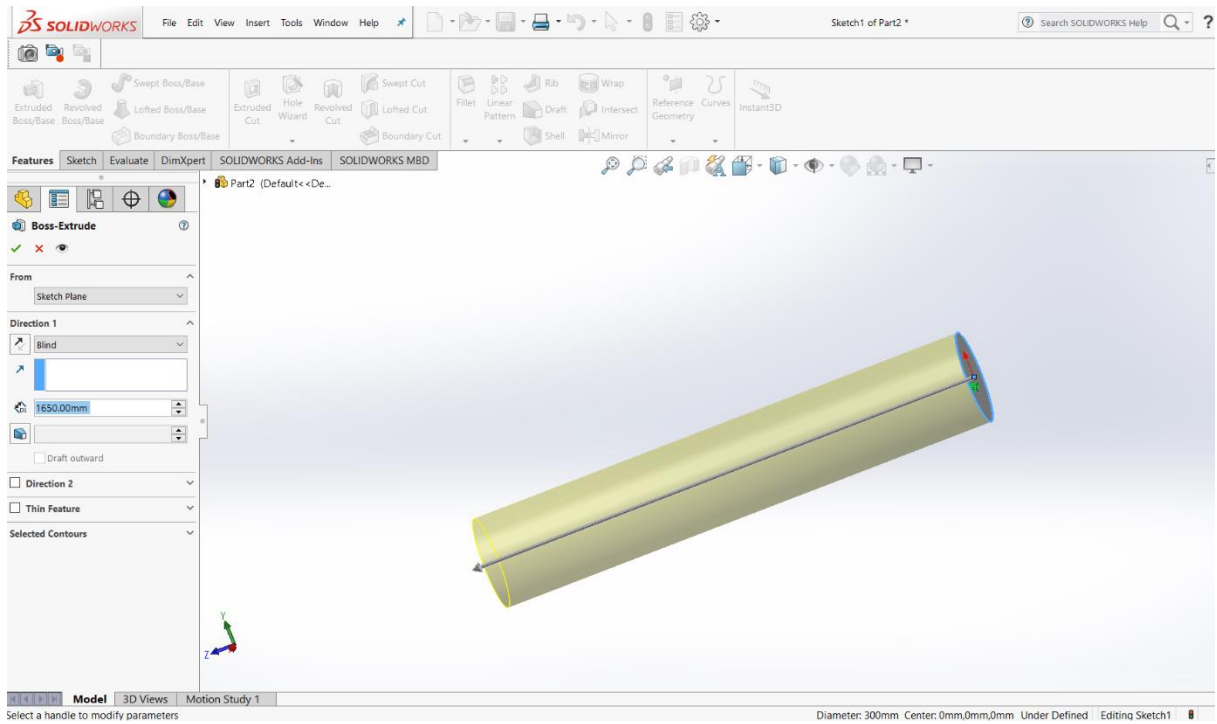 SOLIDWORKS File Edit View Insert Tools Window Help Sketch1 of Part2 * Search SOLIDWORKS Help ?
Extruded Boss/Base
Revolved Boss/Base
Swept Boss/Base
Lofted Boss/Base
Boundary Boss/Base
Extruded Cut
Hole Wizard
Revolved Cut
Swept Cut
Lofted Cut
Boundary Cut
Fillet
Linear Pattern
Rib
Draft
Shell
Wrap
Intersect
Mirror
Reference Geometry
Curves
Instant3D
Features Sketch Evaluate DimXpert SOLIDWORKS Add-Ins SOLIDWORKS MBD
Part2 (Default<<De...
Boss-Extrude
From
Sketch Plane
Direction 1
Blind
D1
1650.00mm
Draft outward
Direction 2
Thin Feature
Selected Contours
Y
Z
Model 3D Views Motion Study 1
Select a handle to modify parameters Diameter: 300mm Center: 0mm,0mm,0mm Under Defined Editing Sketch1